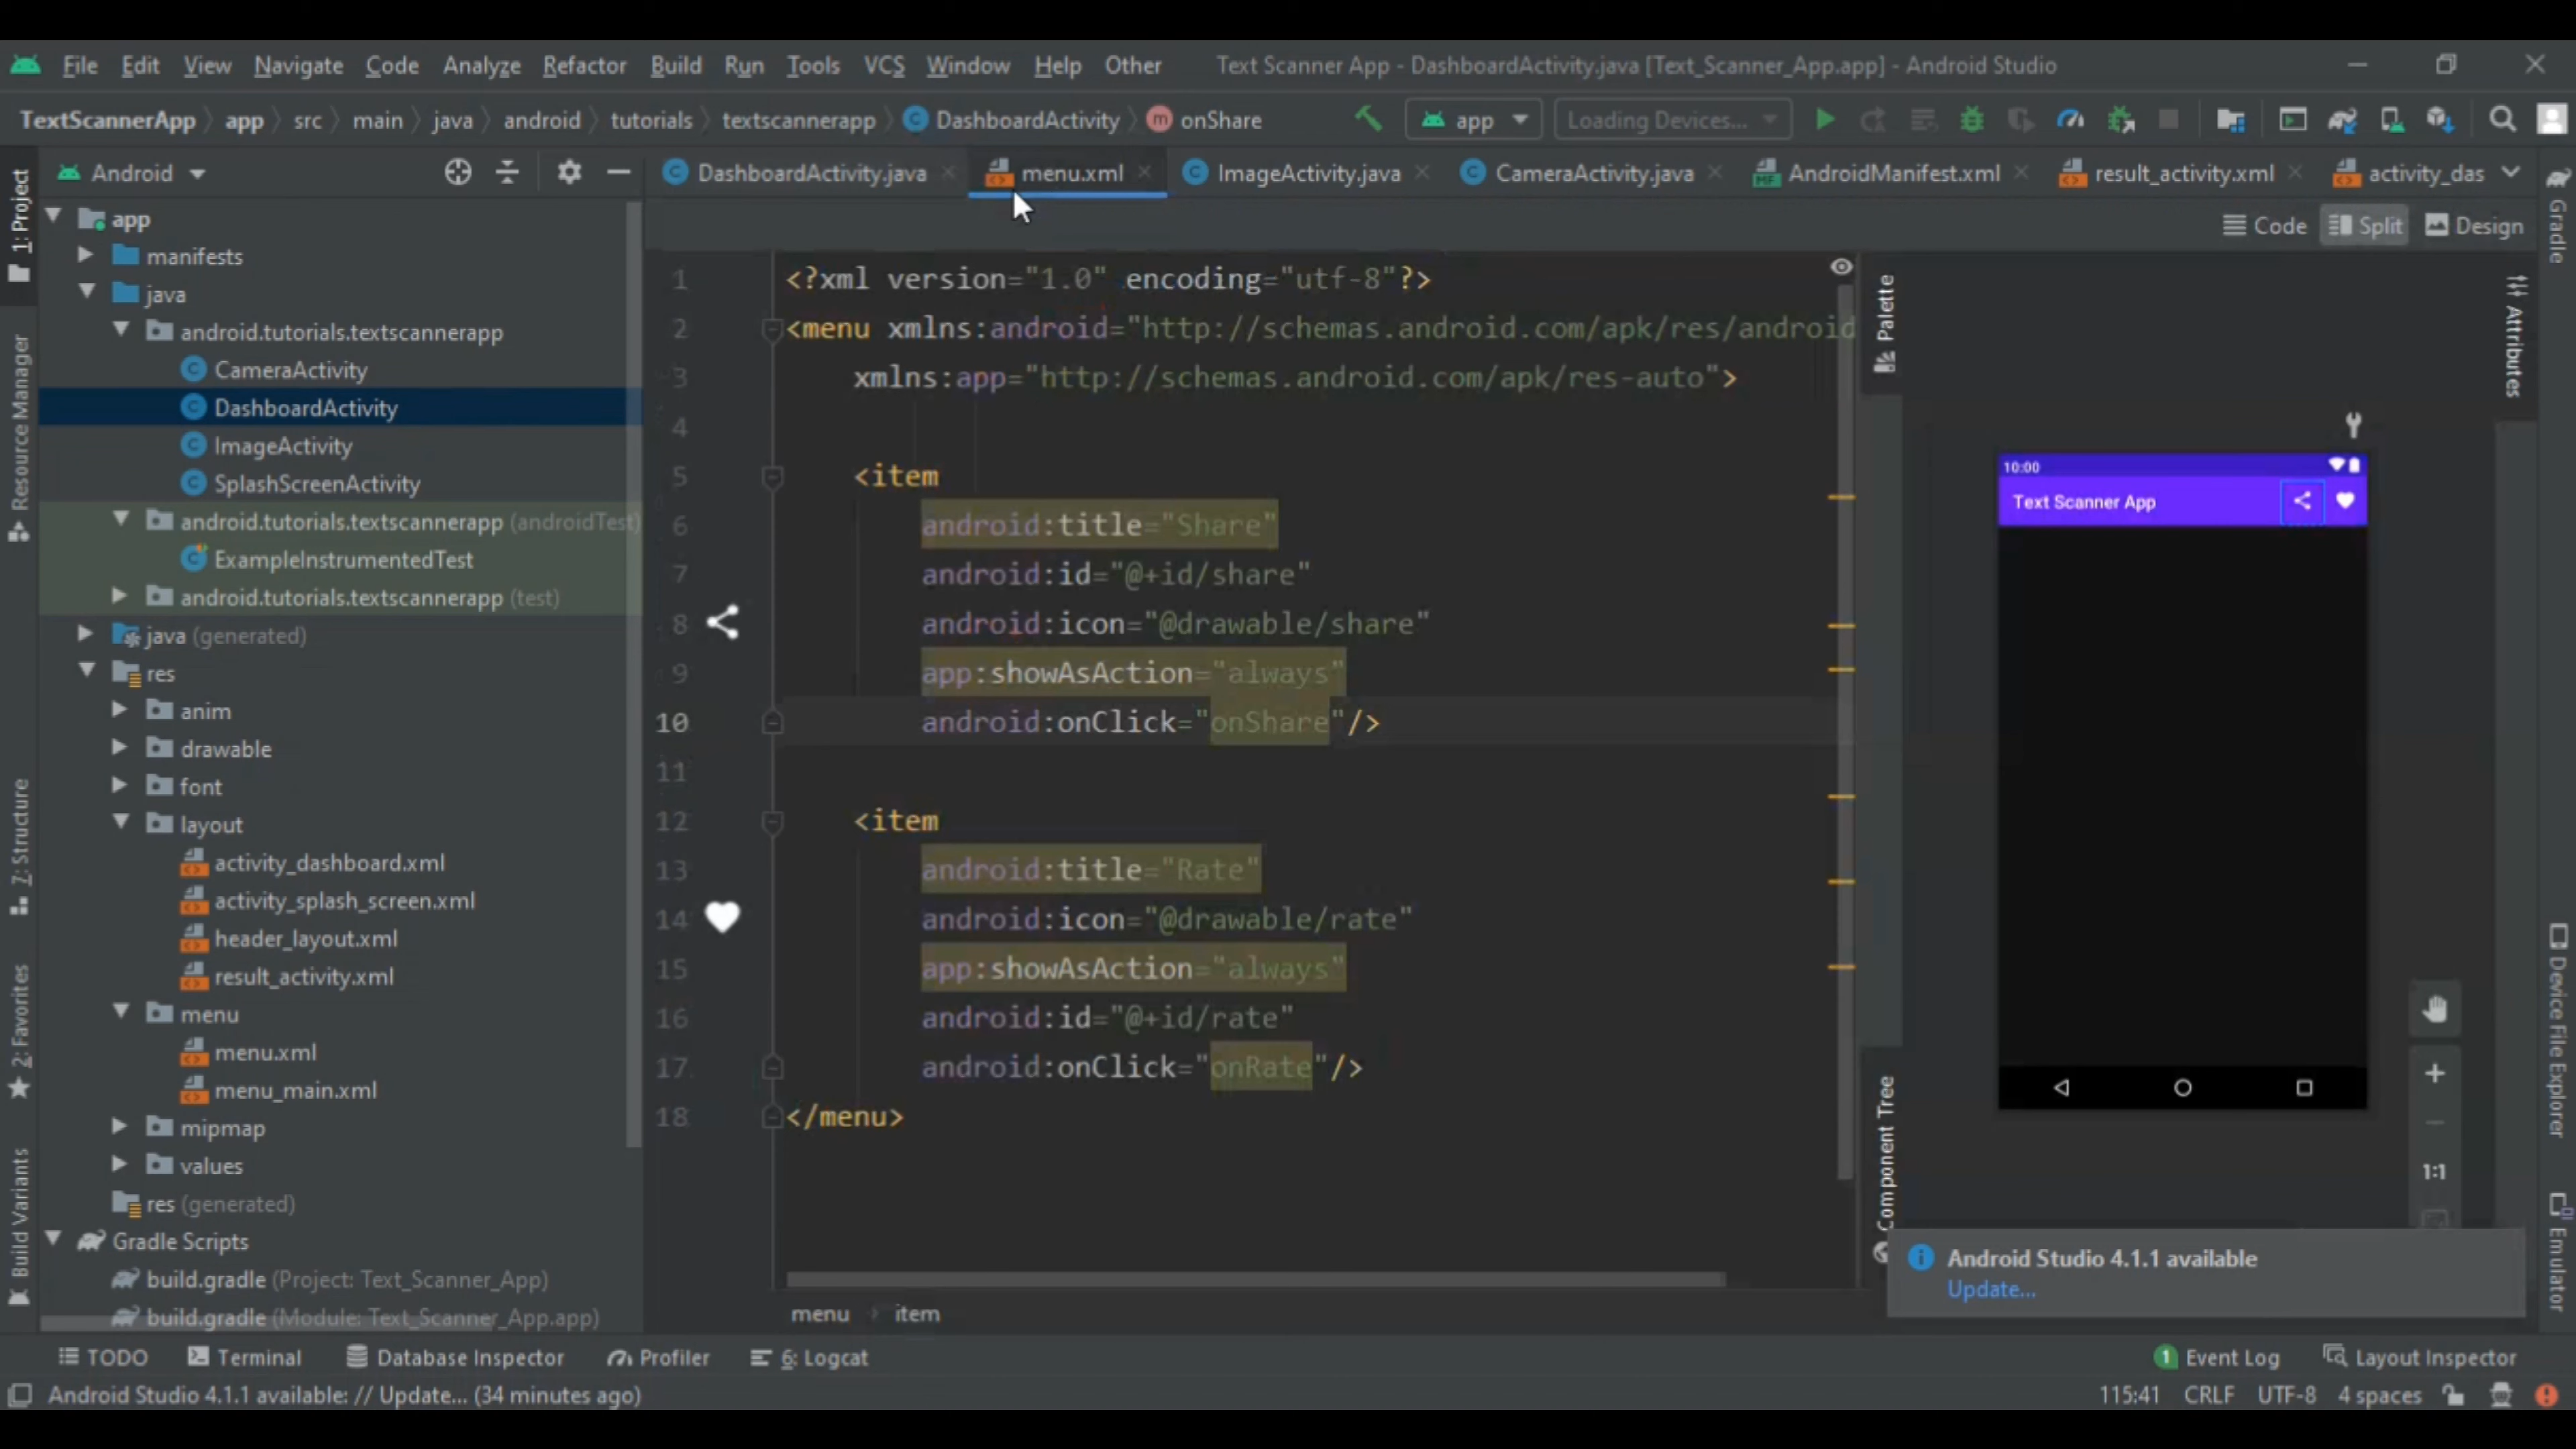 File Edit View Navigate Code Analyze Refactor Build Run Tools VCS Window Help Other Text Scanner App - DashboardActivity.java [Text_Scanner_App.app] - Android Studio
TextScannerApp app src main java android tutorials textscannerapp DashboardActivity m onShare app Loading Devices...
Android
DashboardActivity.java menu.xml ImageActivity.java CameraActivity.java AndroidManifest.xml result_activity.xml activity_das
Code Split Design
1: Project
Resource Manager
7: Structure
2: Favorites
Build Variants
app
manifests
java
android.tutorials.textscannerapp
CameraActivity
DashboardActivity
ImageActivity
SplashScreenActivity
android.tutorials.textscannerapp (androidTest)
ExampleInstrumentedTest
android.tutorials.textscannerapp (test)
java (generated)
res
anim
drawable
font
layout
activity_dashboard.xml
activity_splash_screen.xml
header_layout.xml
result_activity.xml
menu
menu.xml
menu_main.xml
mipmap
values
res (generated)
Gradle Scripts
build.gradle (Project: Text_Scanner_App)
build.gradle (Module: Text_Scanner_App.app)
1 <?xml version="1.0" encoding="utf-8"?>
2 <menu xmlns:android="http://schemas.android.com/apk/res/android
3 xmlns:app="http://schemas.android.com/apk/res-auto">
4
5 <item
6 android:title="Share"
7 android:id="@+id/share"
8 android:icon="@drawable/share"
9 app:showAsAction="always"
10 android:onClick="onShare"/>
11
12 <item
13 android:title="Rate"
14 android:icon="@drawable/rate"
15 app:showAsAction="always"
16 android:id="@+id/rate"
17 android:onClick="onRate"/>
18 </menu>
menu item
Palette
Component Tree
10:00
Text Scanner App
1:1
Attributes
Gradle
Device File Explorer
Emulator
Android Studio 4.1.1 available
Update...
TODO Terminal Database Inspector Profiler 6: Logcat 1 Event Log Layout Inspector
Android Studio 4.1.1 available: // Update... (34 minutes ago) 115:41 CRLF UTF-8 4 spaces